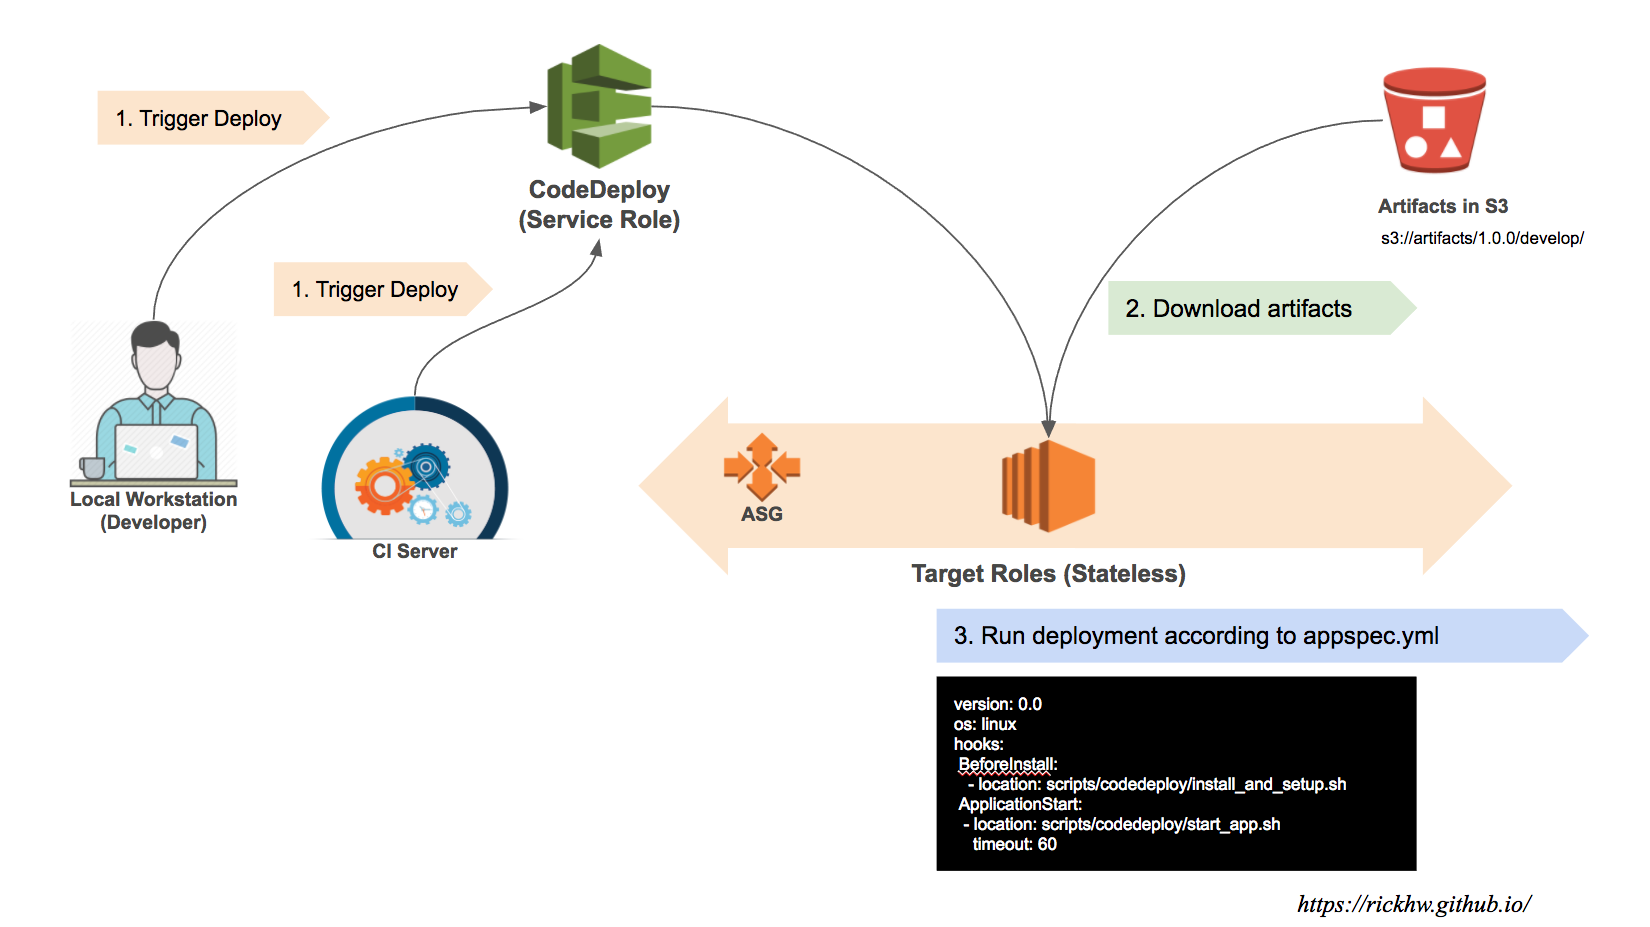 1. Trigger Deploy
CodeDeploy
(Service Role)
Artifacts in S3
s3://artifacts/1.0.0/develop/
1. Trigger Deploy
2. Download artifacts
Local Workstation
(Developer)
CI Server
ASG
Target Roles (Stateless)
3. Run deployment according to appspec.yml
version: 0.0
os: linux
hooks:
BeforeInstall:
- location: scripts/codedeploy/install_and_setup.sh
ApplicationStart:
- location: scripts/codedeploy/start_app.sh
timeout: 60
https://rickhw.github.io/